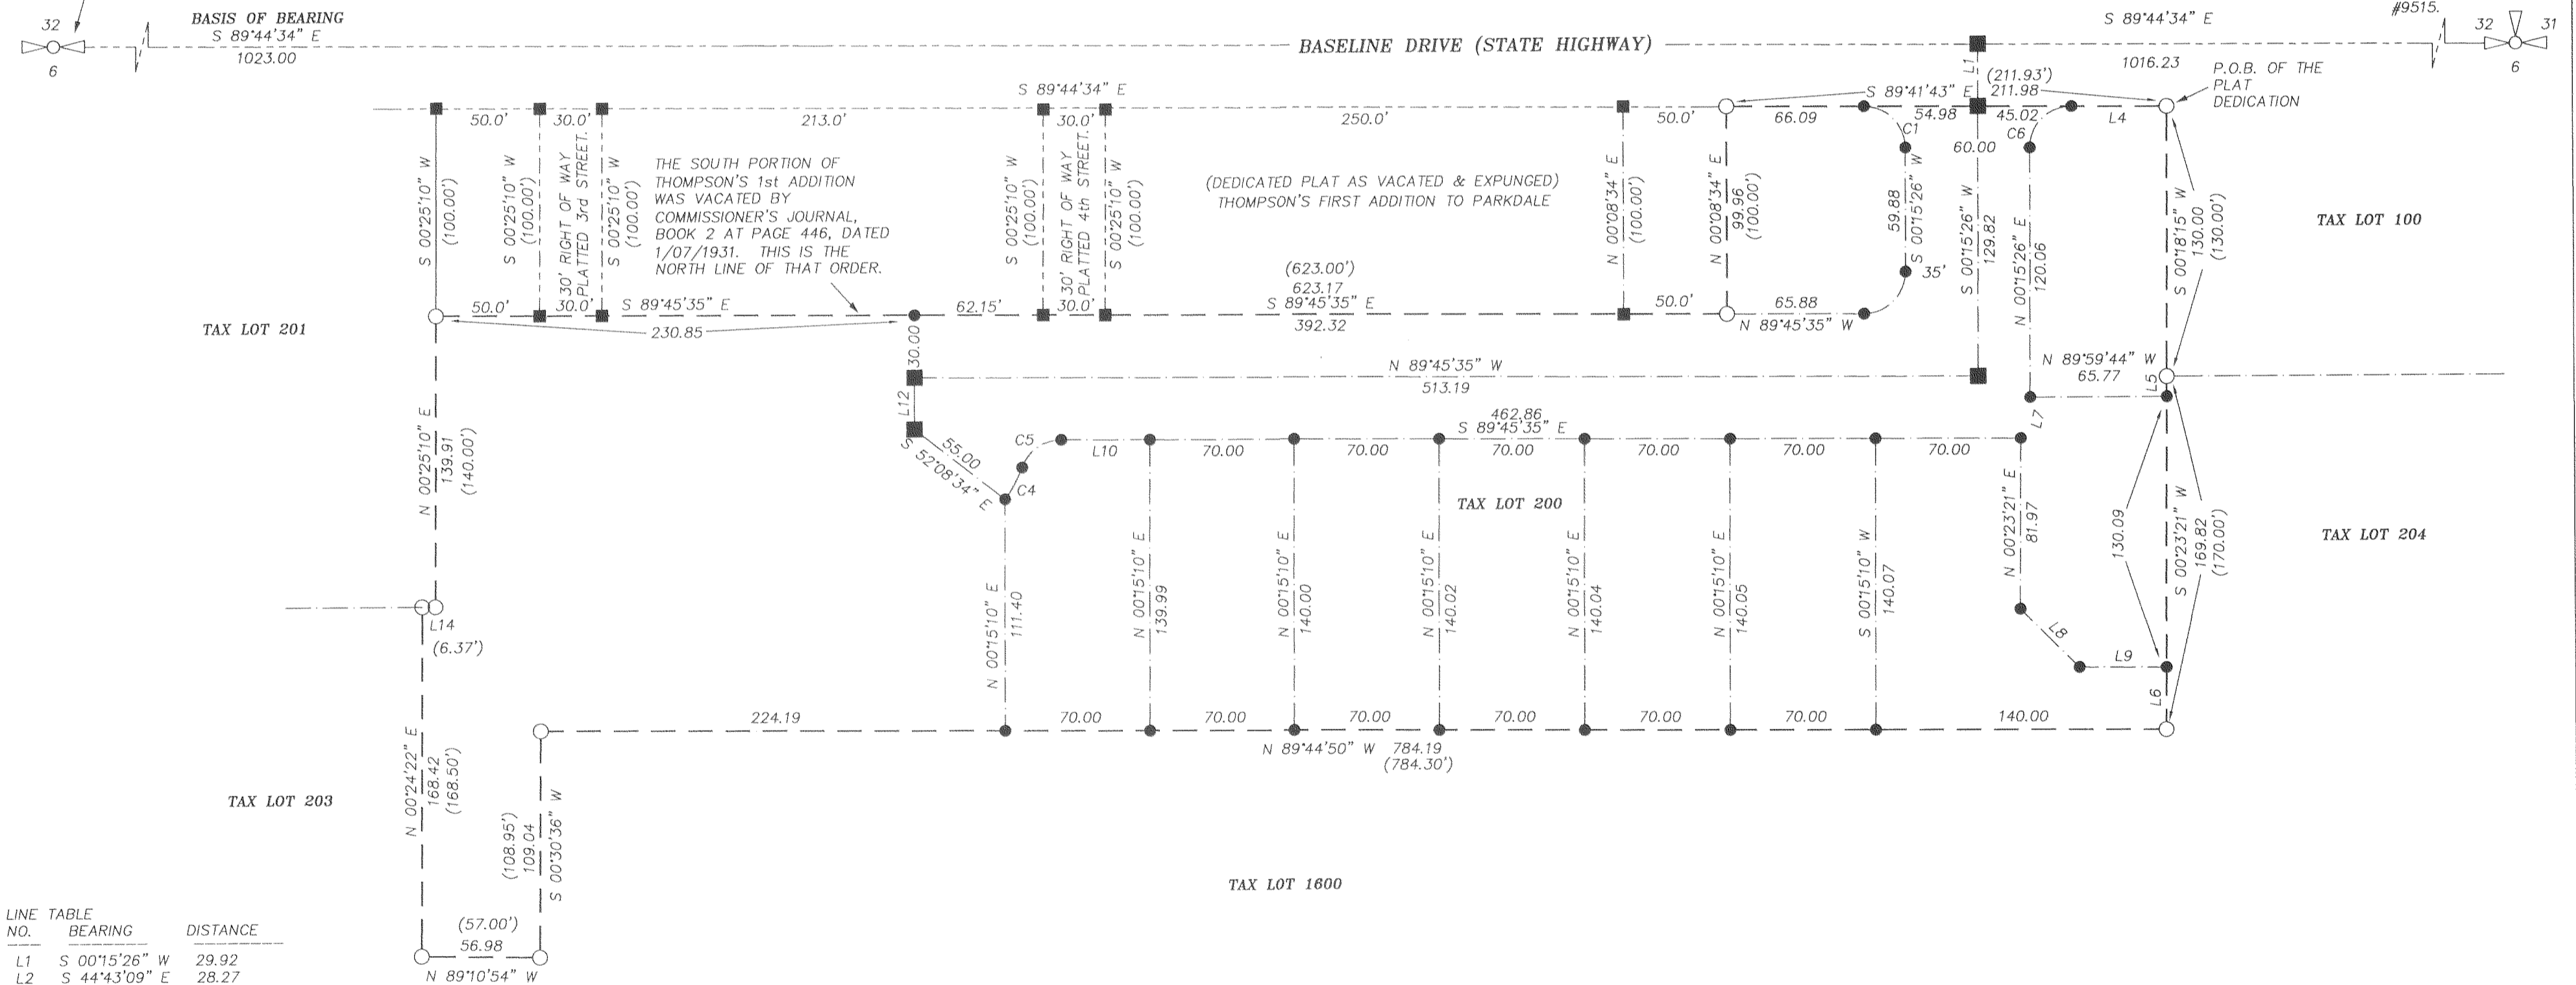 32
6
BASIS OF BEARING
S 89°44'34" E
1023.00
BASELINE DRIVE (STATE HIGHWAY)
S 89°44'34" E
1016.23
#9515.
32
31
6
P.O.B. OF THE
PLAT
DEDICATION
L1
(211.93')
S 89°41'43" E 211.98
S 89°44'34" E
50.0'
30.0'
213.0'
30.0'
250.0'
50.0'
66.09
54.98
45.02
L4
C1
C6
60.00
S 00°25'10" W
(100.00')
S 00°25'10" W
(100.00')
30' RIGHT OF WAY
PLATTED 3rd STREET.
S 00°25'10" W
(100.00')
THE SOUTH PORTION OF
THOMPSON'S 1st ADDITION
WAS VACATED BY
COMMISSIONER'S JOURNAL,
BOOK 2 AT PAGE 446, DATED
1/07/1931. THIS IS THE
NORTH LINE OF THAT ORDER.
S 00°25'10" W
(100.00')
30' RIGHT OF WAY
PLATTED 4th STREET.
S 00°25'10" W
(100.00')
(DEDICATED PLAT AS VACATED & EXPUNGED)
THOMPSON'S FIRST ADDITION TO PARKDALE
N 00°08'34" E
(100.00')
N 00°08'34" E
99.96
(100.00')
59.88
S 00°15'26" W
35'
S 00°15'26" W
129.82
N 00°15'26" E
120.06
S 00°18'15" W
130.00
(130.00')
TAX LOT 100
TAX LOT 201
50.0'
30.0'
S 89°45'35" E
230.85
62.15'
30.0'
(623.00')
623.17
S 89°45'35" E
392.32
50.0'
65.88
N 89°45'35" W
30.00
N 89°45'35" W
513.19
N 89°59'44" W
65.77
L5
L7
L12
55.00
S 52°08'34" E
C5
C4
L10
462.86
S 89°45'35" E
70.00
70.00
70.00
70.00
70.00
70.00
TAX LOT 200
N 00°25'10" E
139.91
(140.00')
N 00°15'10" E
111.40
N 00°15'10" E
139.99
N 00°15'10" E
140.00
N 00°15'10" E
140.02
N 00°15'10" E
140.04
N 00°15'10" E
140.05
S 00°15'10" W
140.07
N 00°23'21" E
81.97
130.09
S 00°23'21" W
169.82
(170.00')
TAX LOT 204
L8
L9
L6
L14
(6.37')
224.19
70.00
70.00
70.00
70.00
70.00
70.00
140.00
N 89°44'50" W 784.19
(784.30')
TAX LOT 203
N 00°24'22" E
168.42
(168.50')
(108.95')
109.04
S 00°30'36" W
TAX LOT 1600
(57.00')
56.98
N 89°10'54" W
LINE TABLE
NO. BEARING DISTANCE
L1 S 00°15'26" W 29.92
L2 S 44°43'09" E 28.27